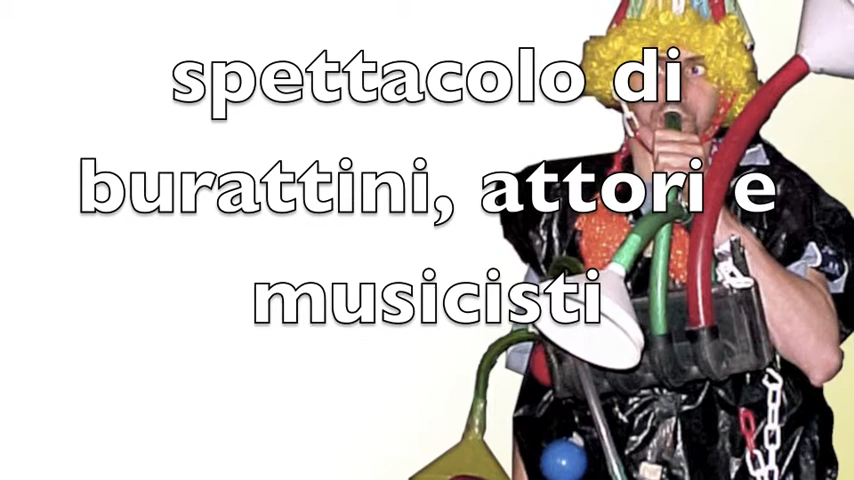 spettacolo di
burattini, attori e
musicisti